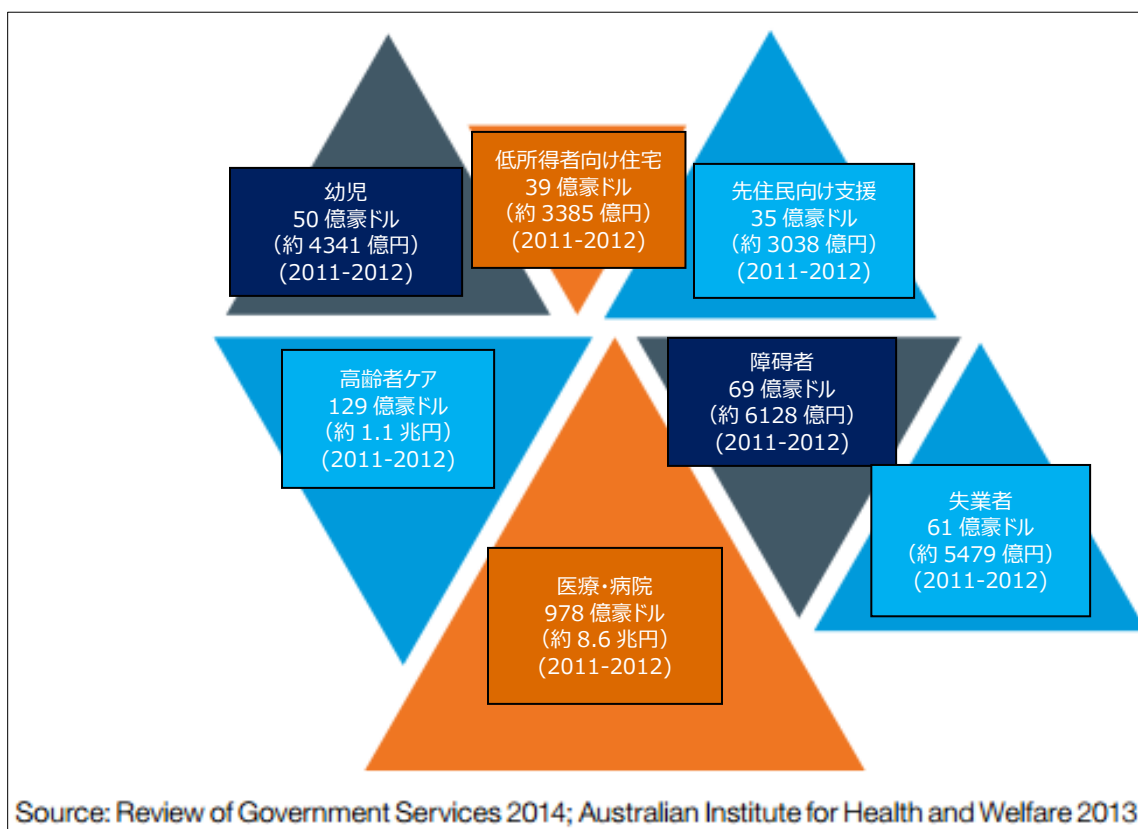 幼児
50 億豪ドル
(約 4341 億円)
(2011-2012)
低所得者向け住宅
39 億豪ドル
(約 3385 億円)
(2011-2012)
先住民向け支援
35 億豪ドル
(約 3038 億円)
(2011-2012)
高齢者ケア
129 億豪ドル
(約 1.1 兆円)
(2011-2012)
障碍者
69 億豪ドル
(約 6128 億円)
(2011-2012)
失業者
61 億豪ドル
(約 5479 億円)
(2011-2012)
医療・病院
978 億豪ドル
(約 8.6 兆円)
(2011-2012)
Source: Review of Government Services 2014; Australian Institute for Health and Welfare 2013